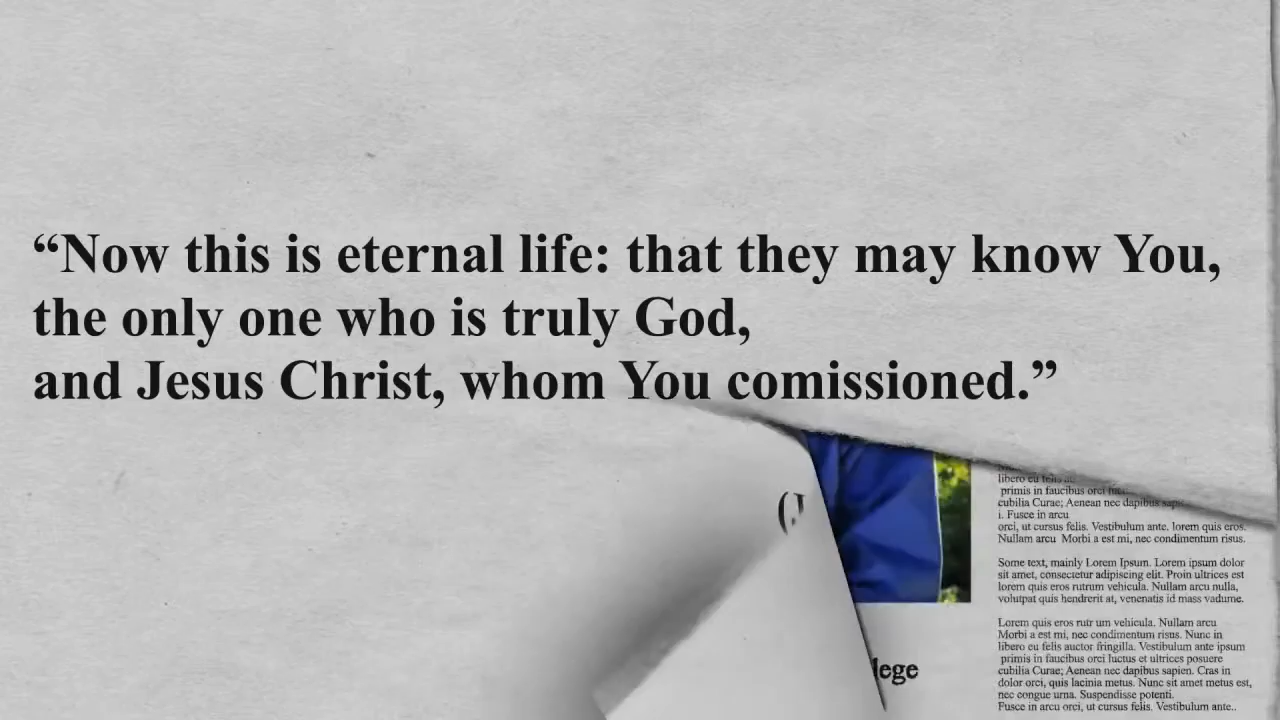 “Now this is eternal life: that they may know You,
the only one who is truly God,
and Jesus Christ, whom You comissioned.”
(J
libero eu felis
primis in faucibus orci
cubilia Curae; Aenean nec dapibus
i. Fusce in arcu
orci, ut cursus felis. Vestibulum ante. lorem quis eros.
Nullam arcu Morbi a est mi, nec condimentum risus.
Some text, mainly Lorem Ipsum. Lorem ipsum dolor
sit amet, consectetur adipiscing elit. Proin ultrices est
lorem quis eros rutrum vehicula. Nullam arcu nulla,
volutpat quis hendrerit at, venenatis id mass vadume.
Lorem quis eros rutr um vehicula. Nullam arcu
Morbi a est mi, nec condimentum risus. Nunc in
libero eu felis auctor fringilla. Vestibulum ante ipsum
primis in faucibus orci luctus et ultrices posuere
cubilia Curae; Aenean nec dapibus sapien. Cras in
dolor orci, quis lacinia metus. Nunc sit amet metus est,
nec congue urna. Suspendisse potenti.
Fusce in arcu orci, ut cursus felis. Vestibulum ante..
lege